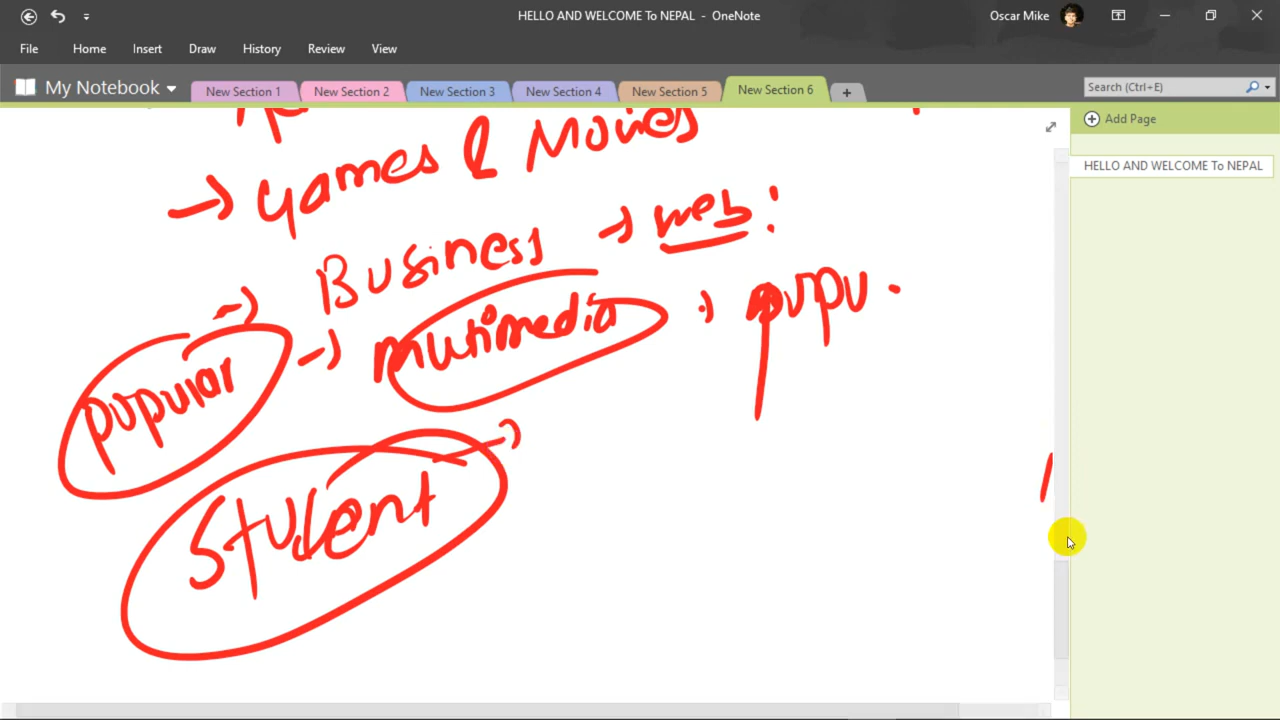 HELLO AND WELCOME To NEPAL - OneNote
Oscar Mike
File Home Insert Draw History Review View
My Notebook New Section 1 New Section 2 New Section 3 New Section 4 New Section 5 New Section 6
Search (Ctrl+E)
Add Page
HELLO AND WELCOME To NEPAL
→ Games & Movies
→ Business → web :
popular → mutimedia → popu .
Student →